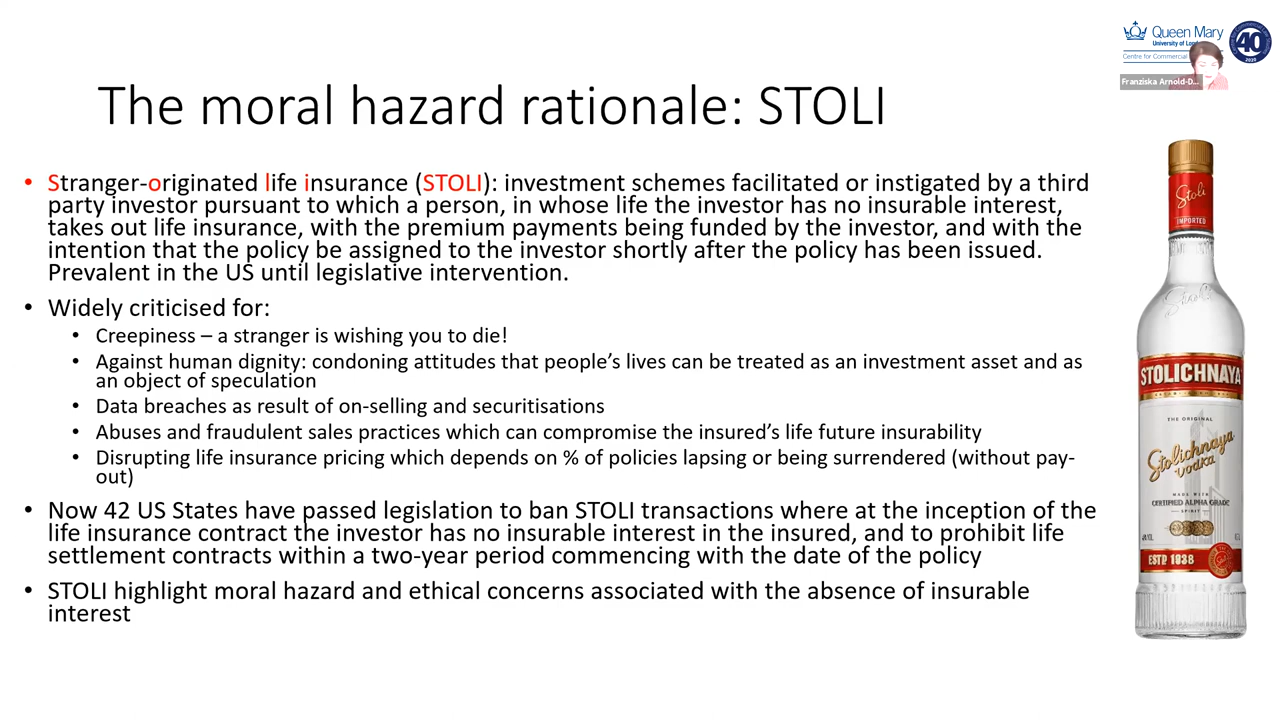 Queen Mary
University of Lon
Centre for Commercial
40
2020
Franziska Arnold-D...
The moral hazard rationale: STOLI
• Stranger-originated life insurance (STOLI): investment schemes facilitated or instigated by a third
party investor pursuant to which a person, in whose life the investor has no insurable interest,
takes out life insurance, with the premium payments being funded by the investor, and with the
intention that the policy be assigned to the investor shortly after the policy has been issued.
Prevalent in the US until legislative intervention.
• Widely criticised for:
• Creepiness – a stranger is wishing you to die!
• Against human dignity: condoning attitudes that people’s lives can be treated as an investment asset and as
an object of speculation
• Data breaches as result of on-selling and securitisations
• Abuses and fraudulent sales practices which can compromise the insured’s life future insurability
• Disrupting life insurance pricing which depends on % of policies lapsing or being surrendered (without pay-
out)
• Now 42 US States have passed legislation to ban STOLI transactions where at the inception of the
life insurance contract the investor has no insurable interest in the insured, and to prohibit life
settlement contracts within a two-year period commencing with the date of the policy
• STOLI highlight moral hazard and ethical concerns associated with the absence of insurable
interest
Stoli
IMPORTED
Stoli
STOLICHNAYA
THE ORIGINAL
Stolichnaya
vodka
MADE WITH
CERTIFIED ALPHA GRADE
SPIRIT
ESTD 1938